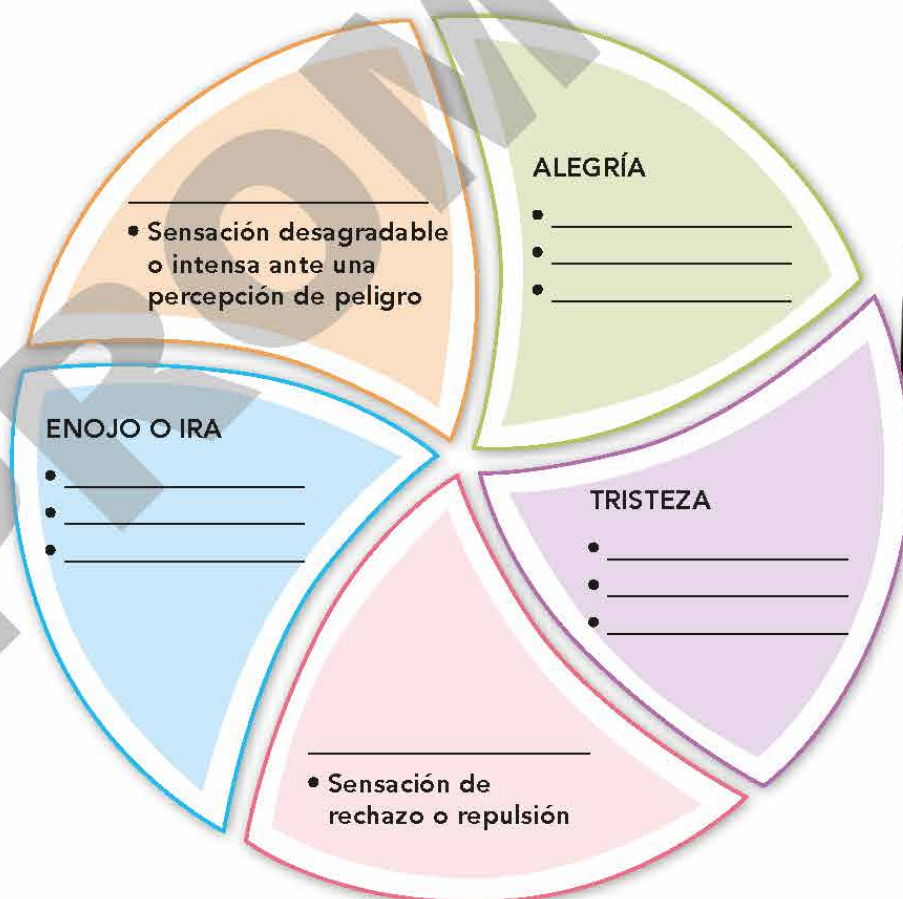 • Sensación desagradable
o intensa ante una
percepción de peligro
ALEGRÍA
•
•
•
ENOJO O IRA
•
•
•
TRISTEZA
•
•
•
• Sensación de
rechazo o repulsión